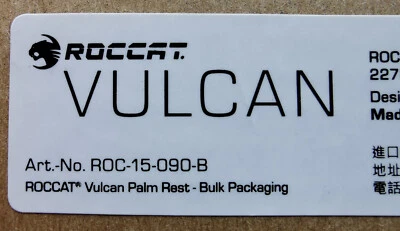 ROCCAT.
VULCAN
Art.-No. ROC-15-090-B
ROCCAT® Vulcan Palm Rest - Bulk Packaging
ROC
227
Desi
Mad
進口
地址
電話